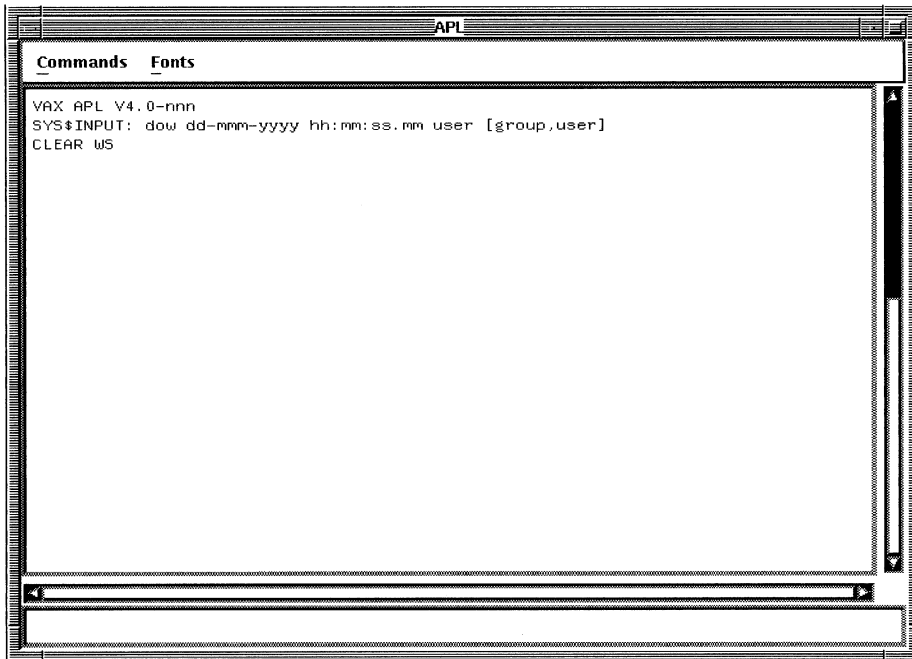 APL
Commands Fonts
VAX APL V4.0-nnn
SYS$INPUT: dow dd-mmm-yyyy hh:mm:ss.mm user [group,user]
CLEAR WS